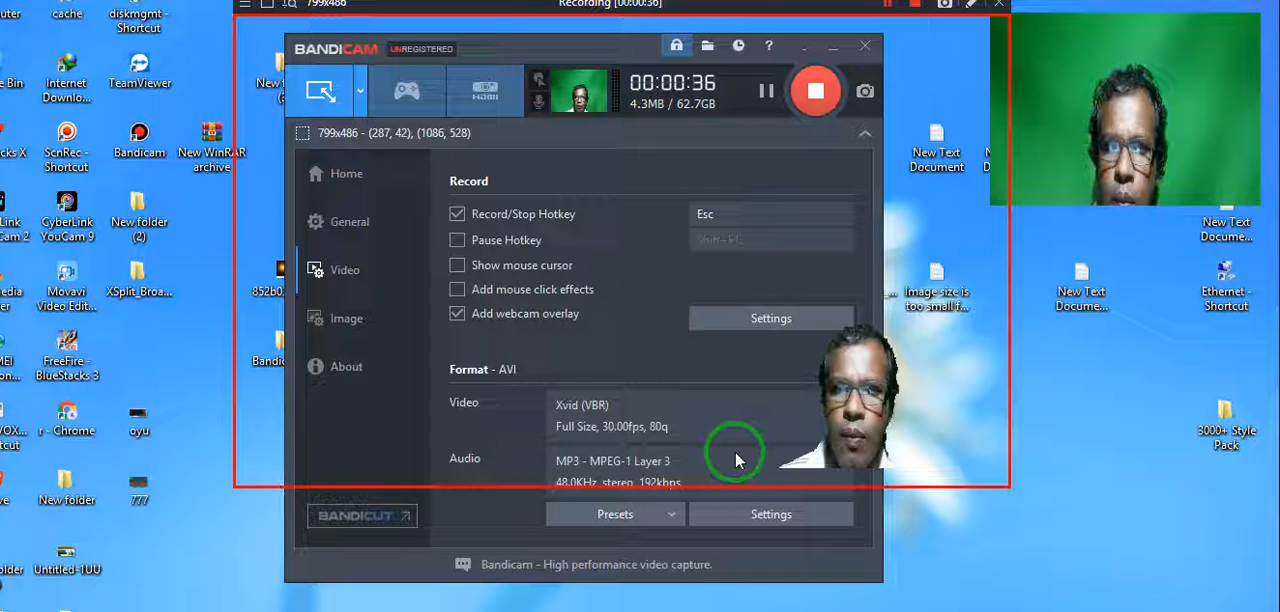 799x486
Recording [00:00:36]
cache
diskmgmt -
Shortcut
Internet
Downlo...
TeamViewer
ScnRec -
Shortcut
Bandicam
New WinRAR
archive
CyberLink
YouCam 9
New folder
(2)
Movavi
Video Edit...
XSplit_Broa...
FreeFire -
BlueStacks 3
r - Chrome
oyu
New folder
777
Untitled-1UU
BANDICAM
UNREGISTERED
00:00:36
4.3MB / 62.7GB
799x486 - (287, 42), (1086, 528)
Home
General
Video
Image
About
BANDICUT
Record
Record/Stop Hotkey
Esc
Pause Hotkey
Show mouse cursor
Add mouse click effects
Add webcam overlay
Settings
Format - AVI
Video
Xvid (VBR)
Full Size, 30.00fps, 80q
Audio
MP3 - MPEG-1 Layer 3
48.0KHz, stereo, 192kbps
Presets
Settings
Bandicam - High performance video capture.
New Text
Document
Image size is
too small f...
New Text
Docume...
New Text
Docume...
Ethernet -
Shortcut
3000+ Style
Pack